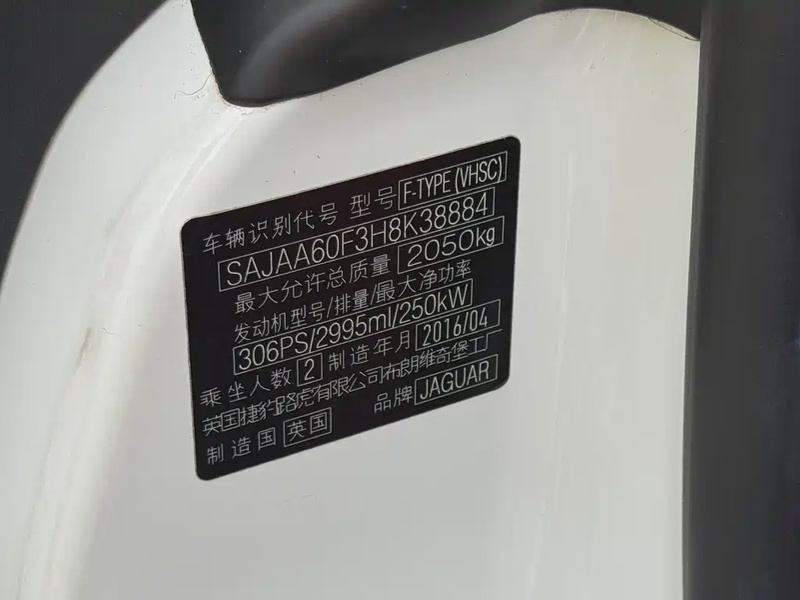 车辆识别代号 型号 F-TYPE (VHSC)
SAJAA60F3H8K38884
最大允许总质量 2050kg
发动机型号/排量/最大净功率
306PS/2995ml/250kW
乘坐人数 2 制造年月 2016/04
英国捷豹路虎有限公司布朗维奇堡工厂
制造国 英国 品牌 JAGUAR